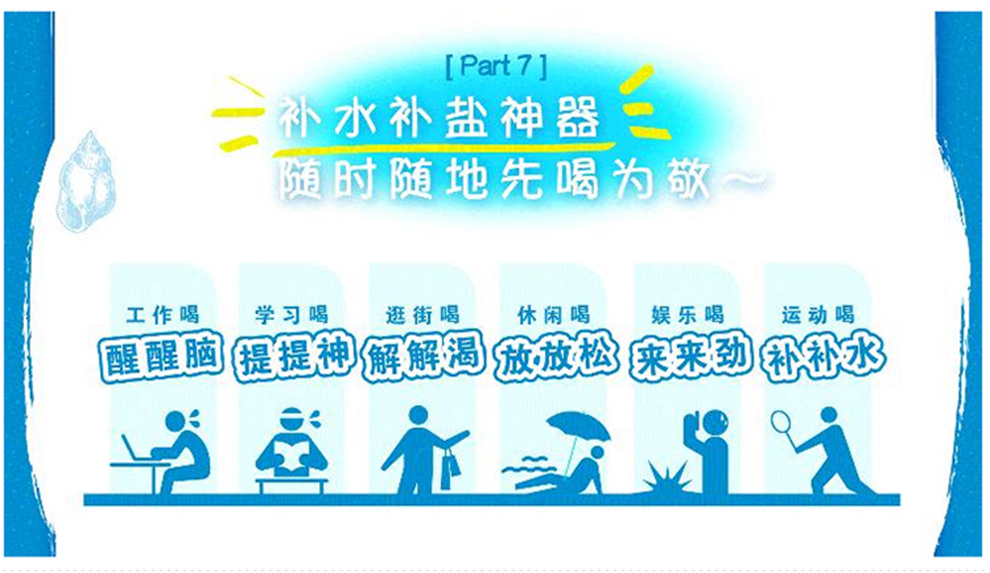 [ Part 7 ]
补水补盐神器
随时随地先喝为敬～
工作喝
醒醒脑
学习喝
提提神
逛街喝
解解渴
休闲喝
放·放松
娱乐喝
来来劲
运动喝
补补水